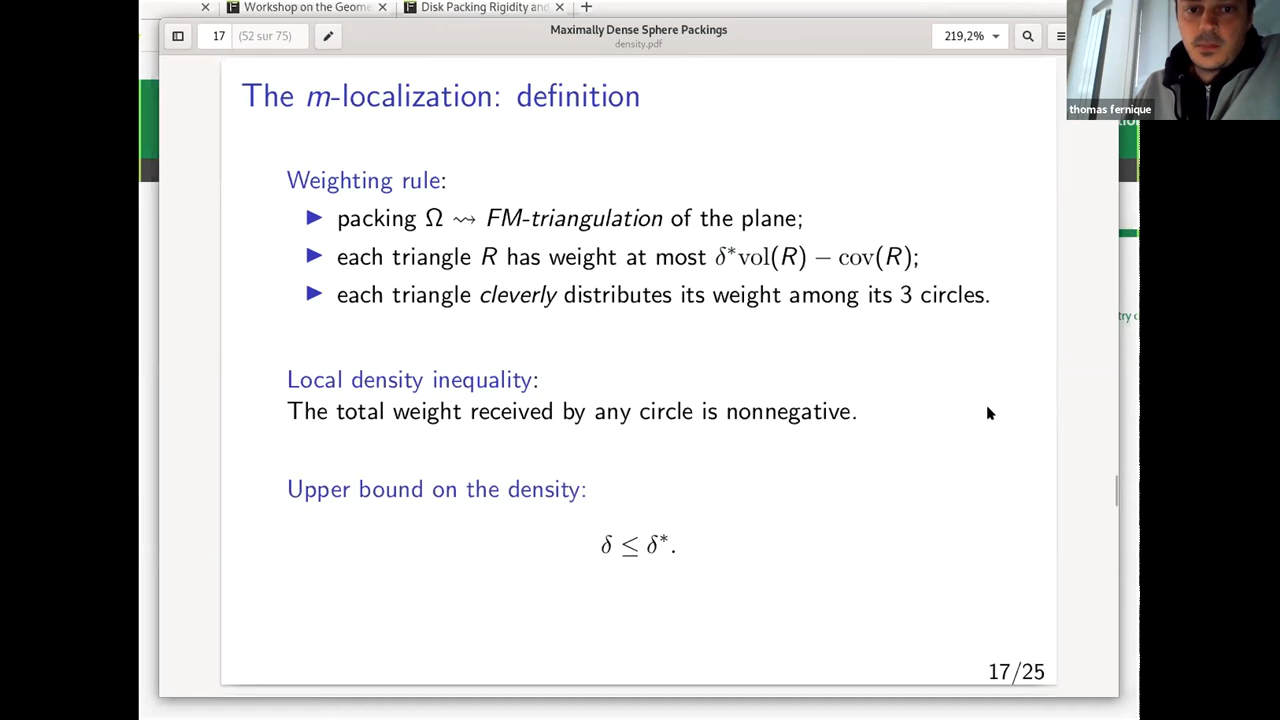 Workshop on the Geome
Disk Packing Rigidity an
17 (52 sur 75)
Maximally Dense Sphere Packings
density.pdf
219,2%
thomas fernique
The m-localization: definition
Weighting rule:
▶ packing Ω ⇝ FM-triangulation of the plane;
▶ each triangle R has weight at most δ*vol(R) − cov(R);
▶ each triangle cleverly distributes its weight among its 3 circles.
try c
Local density inequality:
The total weight received by any circle is nonnegative.
Upper bound on the density:
δ ≤ δ*.
17/25